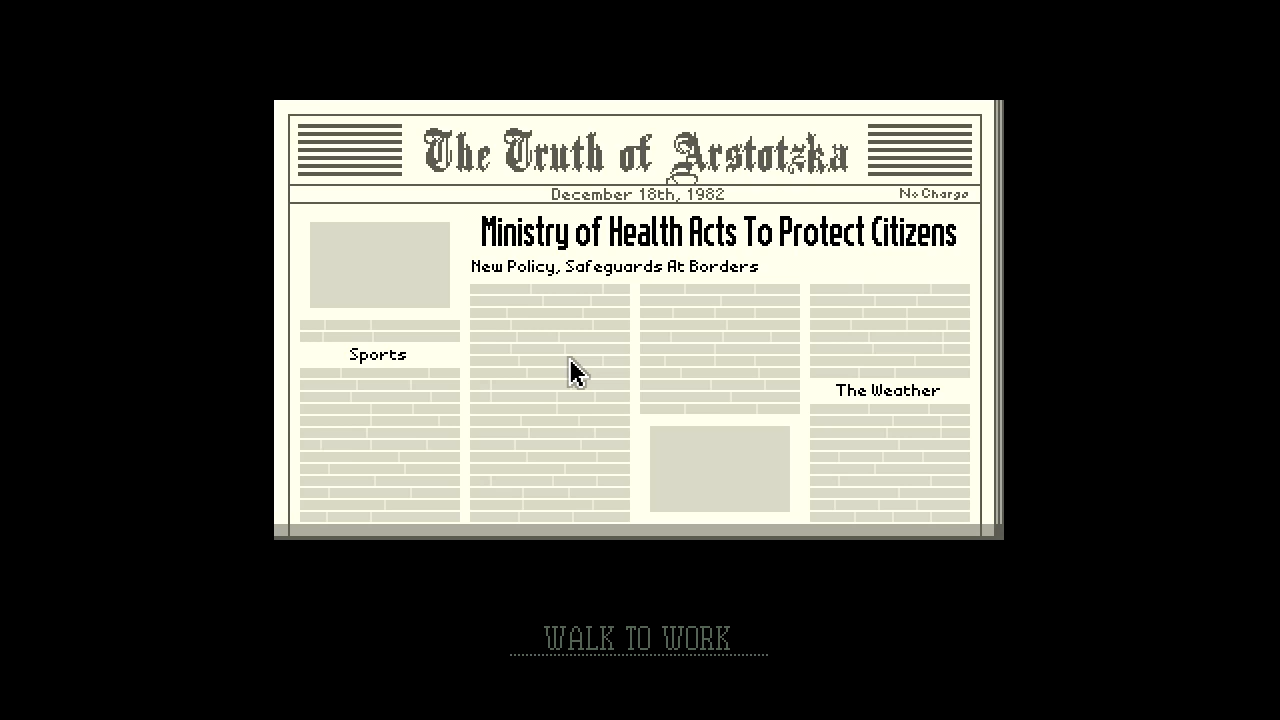 The Truth of Arstotzka
December 18th, 1982
No Charge
Ministry of Health Acts To Protect Citizens
New Policy, Safeguards At Borders
Sports
The Weather
WALK TO WORK